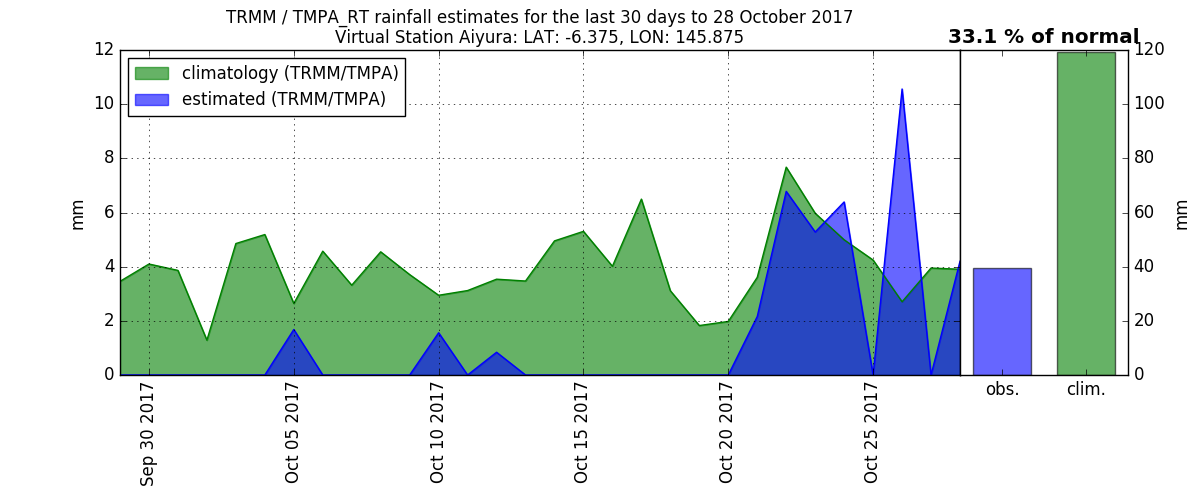 TRMM / TMPA_RT rainfall estimates for the last 30 days to 28 October 2017
Virtual Station Aiyura: LAT: -6.375, LON: 145.875
33.1 % of normal
climatology (TRMM/TMPA)
estimated (TRMM/TMPA)
12
10
8
6
4
2
0
mm
Sep 30 2017
Oct 05 2017
Oct 10 2017
Oct 15 2017
Oct 20 2017
Oct 25 2017
120
100
80
60
40
20
0
mm
obs.
clim.